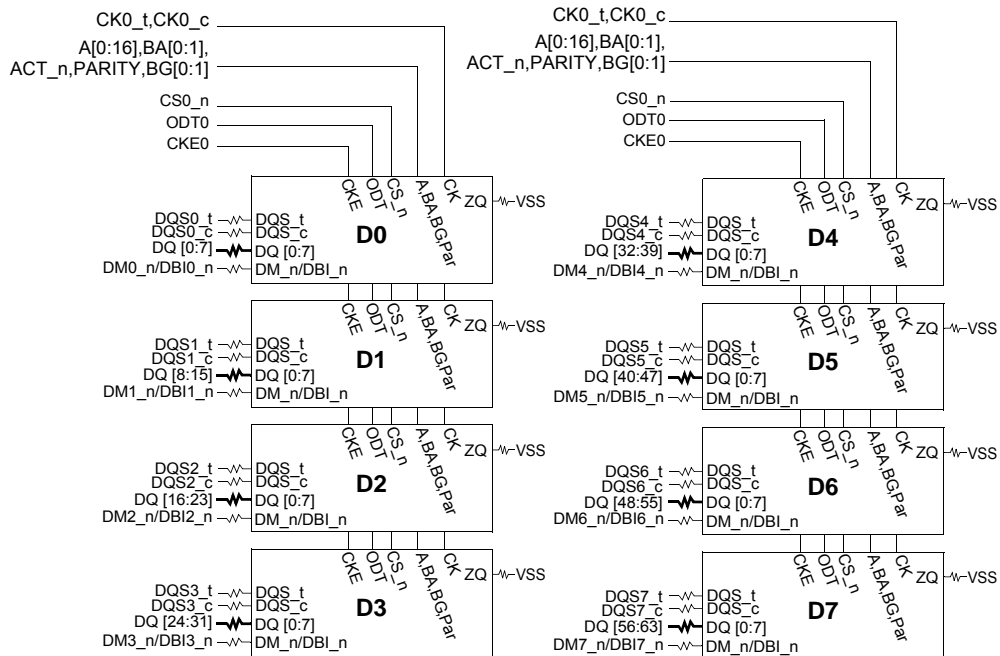 CK0_t,CK0_c
A[0:16],BA[0:1],
ACT_n,PARITY,BG[0:1]
CS0_n
ODT0
CKE0
CKE
ODT
CS_n
A,BA,BG,Par
CK
ZQ
VSS
DQS0_t
DQS_t
DQS0_c
DQS_c
D0
DQ [0:7]
DQ [0:7]
DM0_n/DBI0_n
DM_n/DBI_n
CKE
ODT
CS_n
A,BA,BG,Par
CK
ZQ
VSS
DQS1_t
DQS_t
DQS1_c
DQS_c
D1
DQ [8:15]
DQ [0:7]
DM1_n/DBI1_n
DM_n/DBI_n
CKE
ODT
CS_n
A,BA,BG,Par
CK
ZQ
VSS
DQS2_t
DQS_t
DQS2_c
DQS_c
D2
DQ [16:23]
DQ [0:7]
DM2_n/DBI2_n
DM_n/DBI_n
CKE
ODT
CS_n
A,BA,BG,Par
CK
ZQ
VSS
DQS3_t
DQS_t
DQS3_c
DQS_c
D3
DQ [24:31]
DQ [0:7]
DM3_n/DBI3_n
DM_n/DBI_n
CK0_t,CK0_c
A[0:16],BA[0:1],
ACT_n,PARITY,BG[0:1]
CS0_n
ODT0
CKE0
CKE
ODT
CS_n
A,BA,BG,Par
CK
ZQ
VSS
DQS4_t
DQS_t
DQS4_c
DQS_c
D4
DQ [32:39]
DQ [0:7]
DM4_n/DBI4_n
DM_n/DBI_n
CKE
ODT
CS_n
A,BA,BG,Par
CK
ZQ
VSS
DQS5_t
DQS_t
DQS5_c
DQS_c
D5
DQ [40:47]
DQ [0:7]
DM5_n/DBI5_n
DM_n/DBI_n
CKE
ODT
CS_n
A,BA,BG,Par
CK
ZQ
VSS
DQS6_t
DQS_t
DQS6_c
DQS_c
D6
DQ [48:55]
DQ [0:7]
DM6_n/DBI6_n
DM_n/DBI_n
CKE
ODT
CS_n
A,BA,BG,Par
CK
ZQ
VSS
DQS7_t
DQS_t
DQS7_c
DQS_c
D7
DQ [56:63]
DQ [0:7]
DM7_n/DBI7_n
DM_n/DBI_n